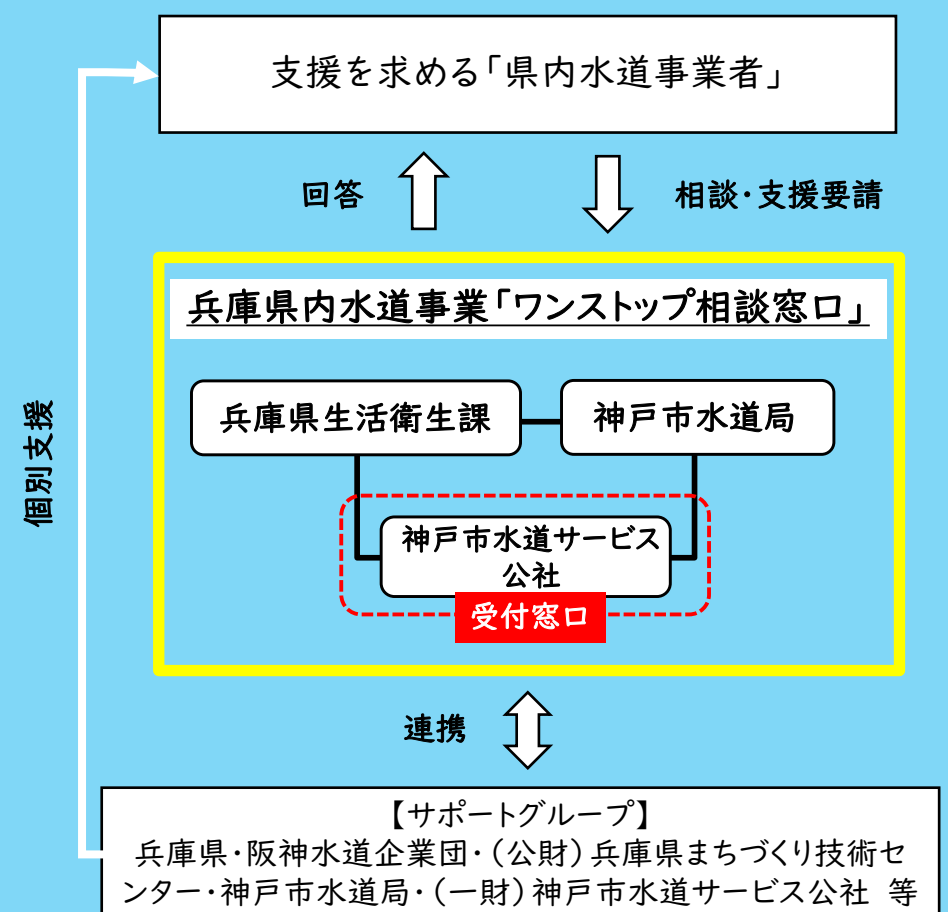 支援を求める「県内水道事業者」
回答
相談・支援要請
兵庫県内水道事業「ワンストップ相談窓口」
兵庫県生活衛生課
神戸市水道局
神戸市水道サービス
公社
受付窓口
個別支援
連携
【サポートグループ】
兵庫県・阪神水道企業団・(公財)兵庫県まちづくり技術セ
ンター・神戸市水道局・(一財)神戸市水道サービス公社 等